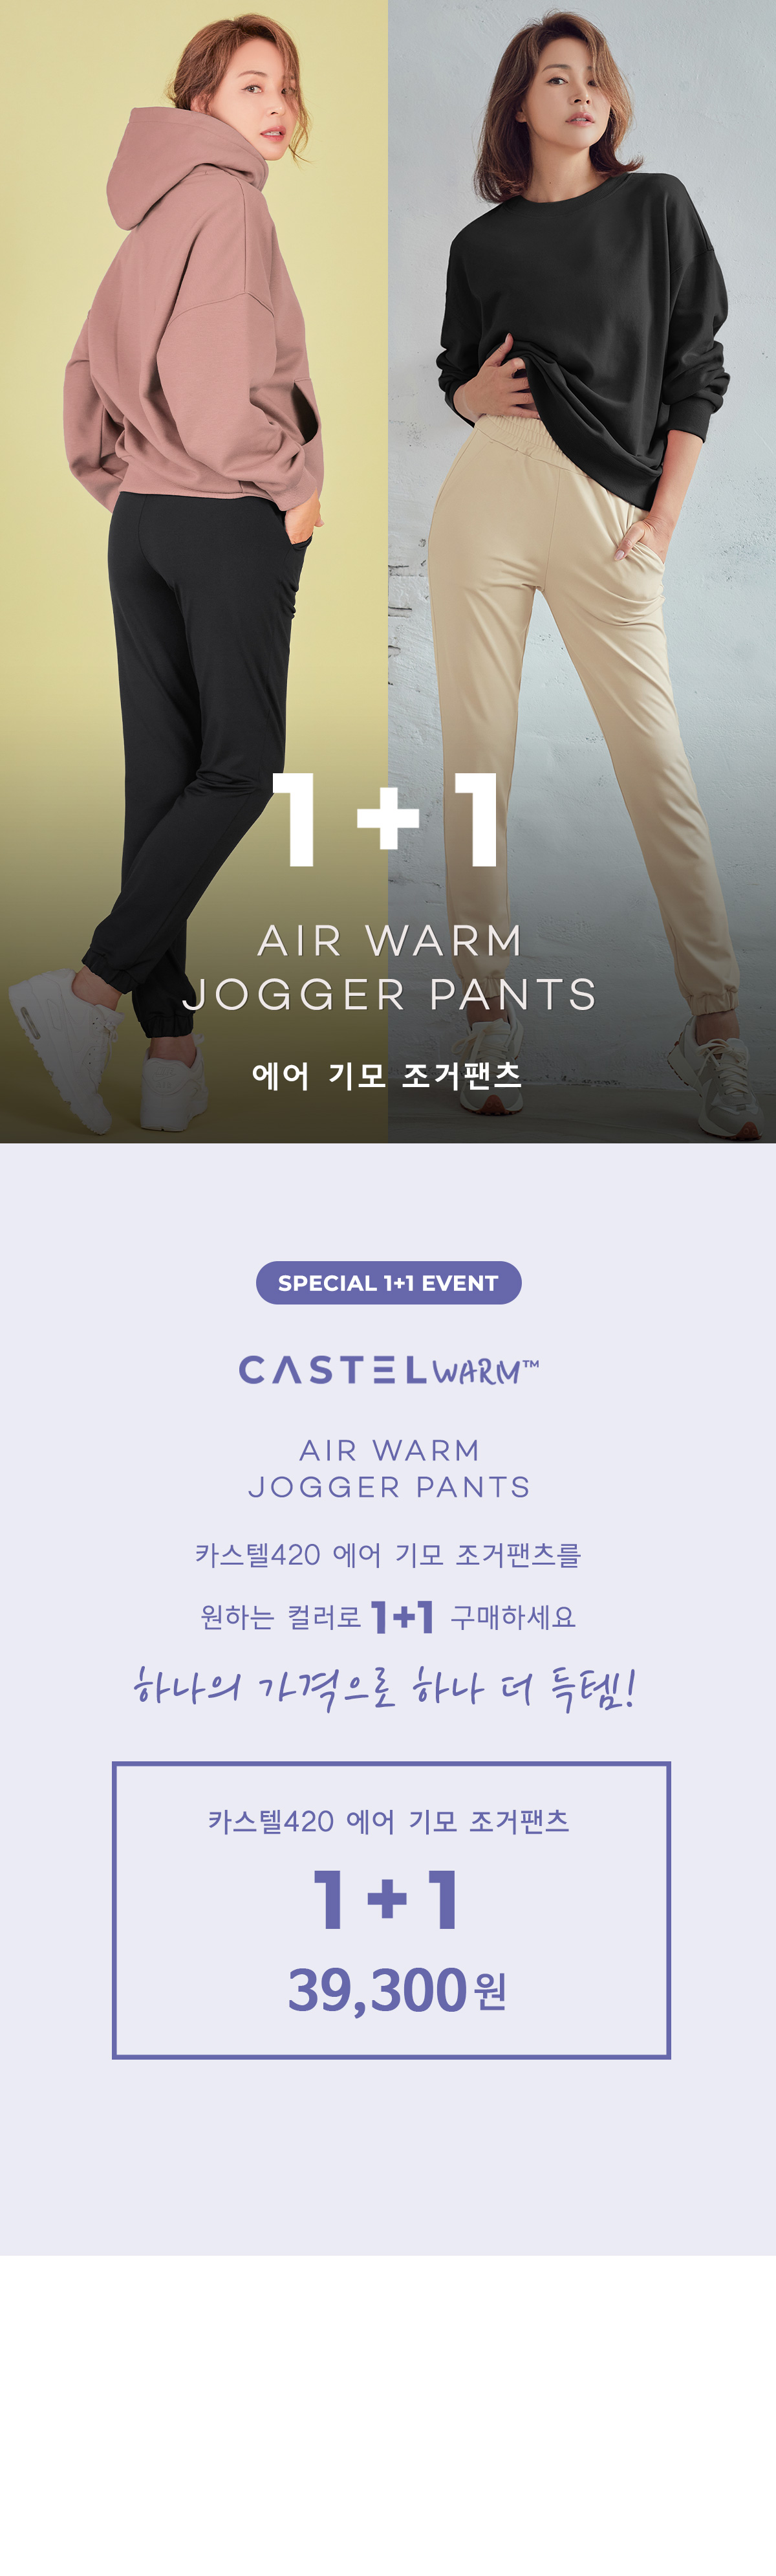 1+1
AIR WARM
JOGGER PANTS
에어 기모 조거팬츠
SPECIAL 1+1 EVENT
CASTEL WARM™
AIR WARM
JOGGER PANTS
카스텔420 에어 기모 조거팬츠를
원하는 컬러로 1+1 구매하세요
하나의 가격으로 하나 더 득템!
카스텔420 에어 기모 조거팬츠
1+1
39,300원